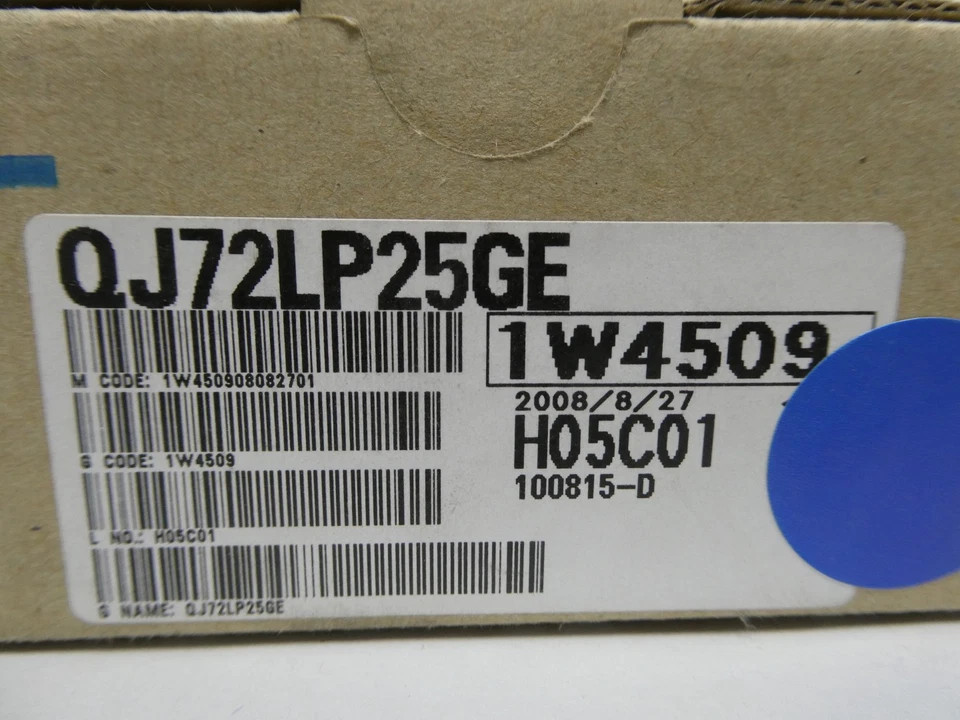 QJ72LP25GE
1W4509
M CODE: 1W450908082701
2008/8/27
H05C01
G CODE: 1W4509
100815-D
L NO.: H05C01
G NAME: QJ72LP25GE